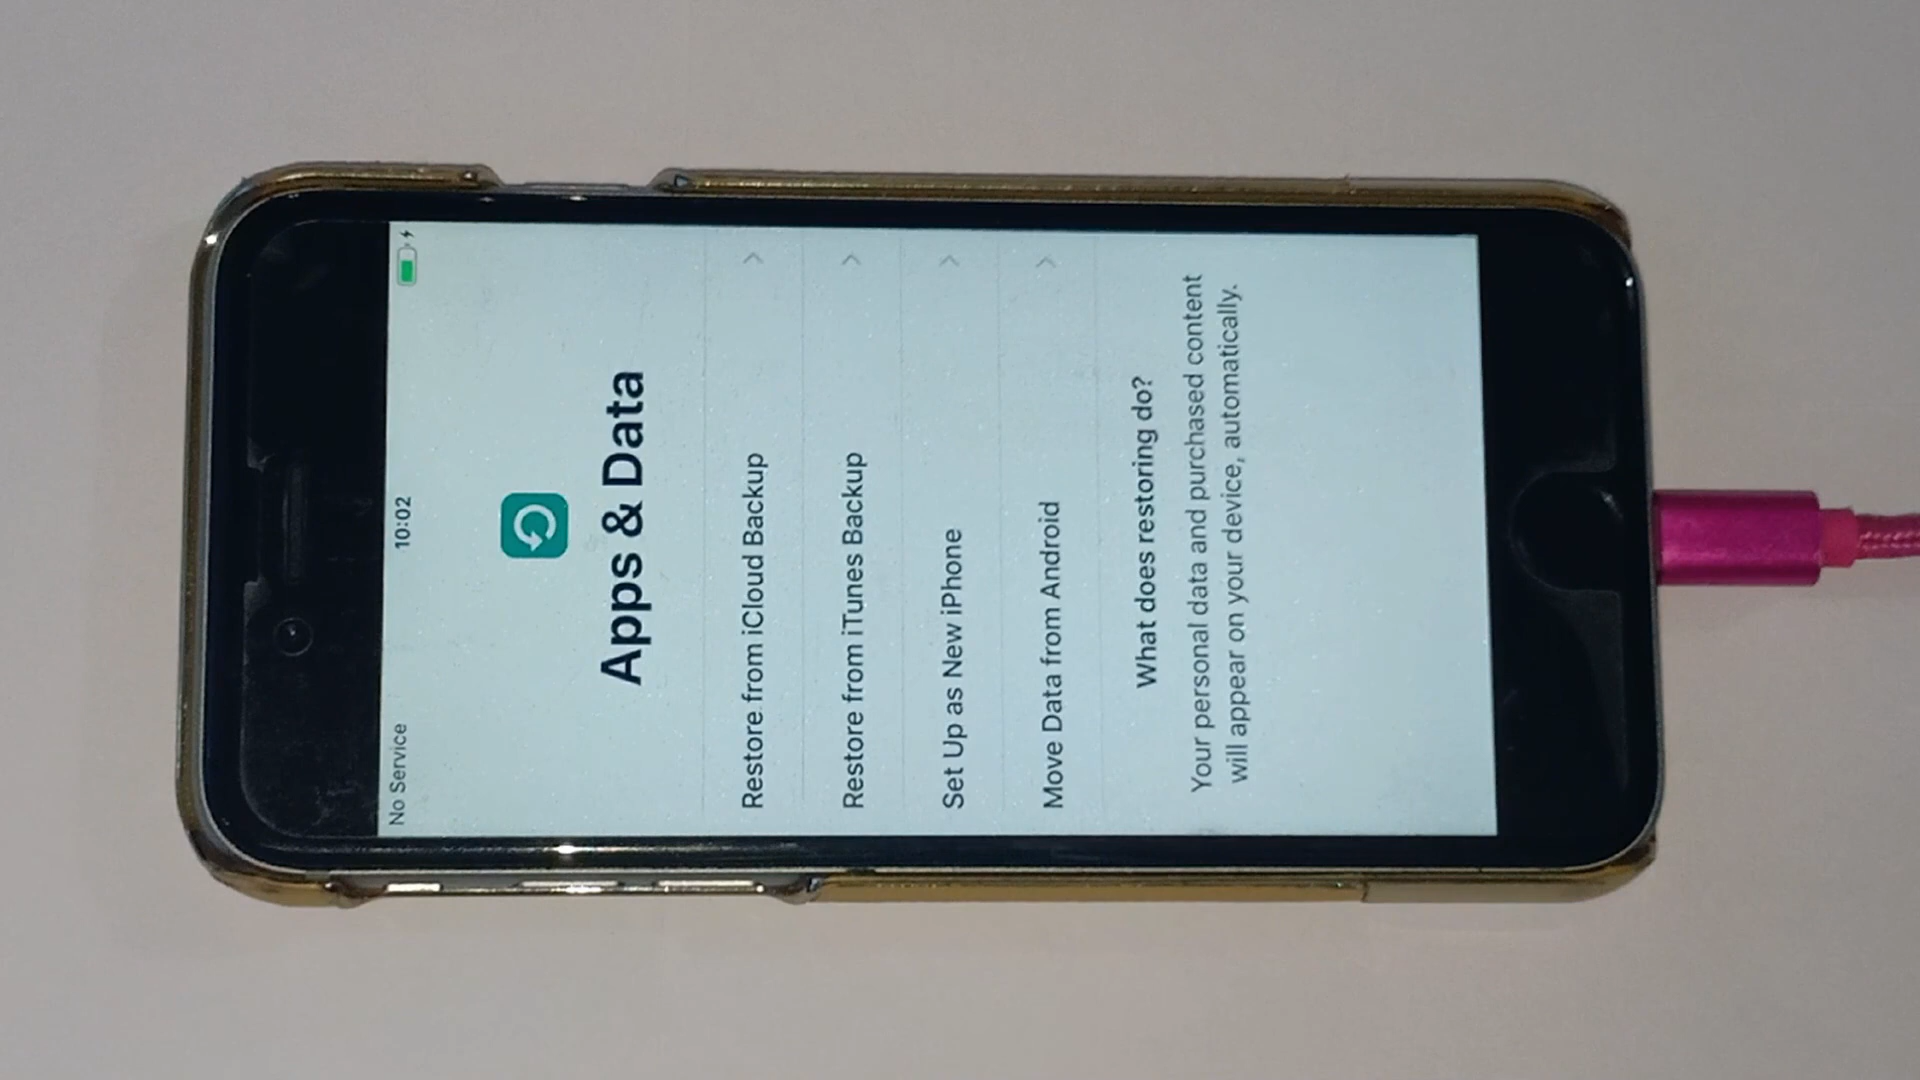 No Service 10:02
Apps & Data
Restore from iCloud Backup
Restore from iTunes Backup
Set Up as New iPhone
Move Data from Android
What does restoring do?
Your personal data and purchased content
will appear on your device, automatically.